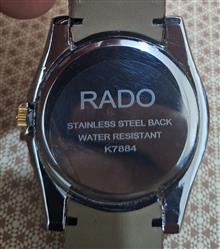 RADO
STAINLESS STEEL BACK
WATER RESISTANT
K7884